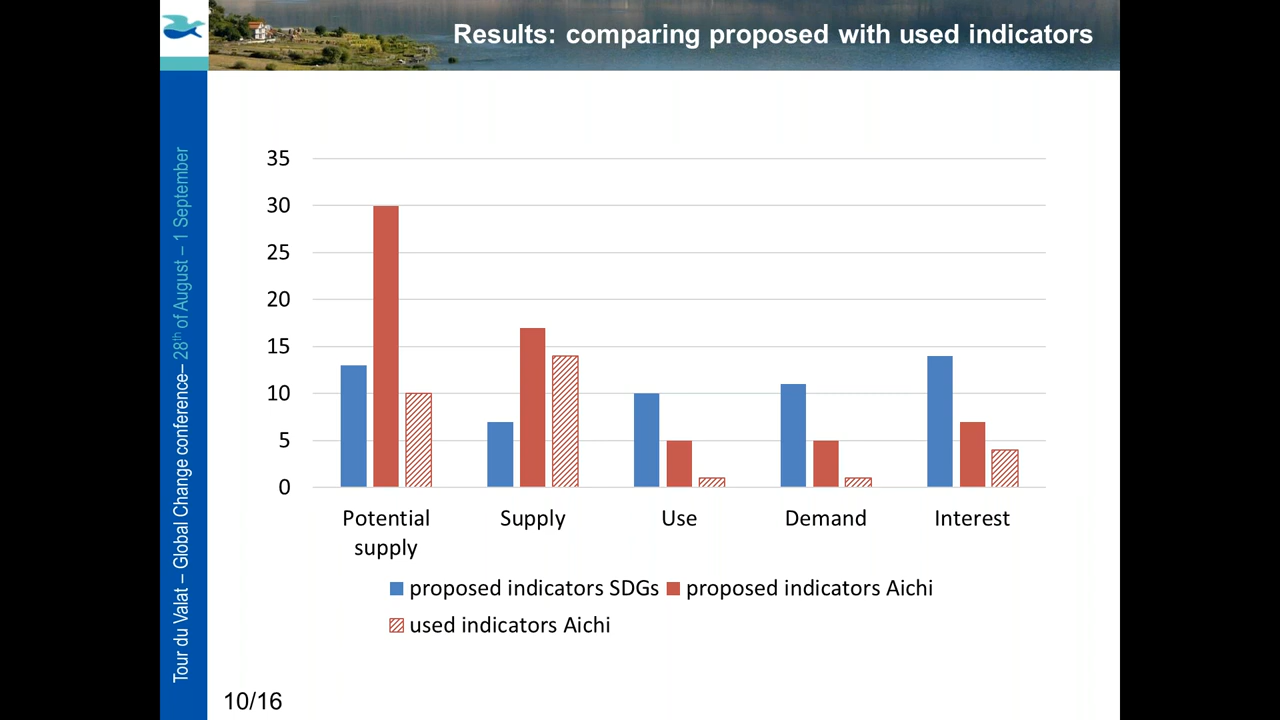 Results: comparing proposed with used indicators
Tour du Valat – Global Change conference– 28th of August – 1 September
35
30
25
20
15
10
5
0
Potential supply
Supply
Use
Demand
Interest
proposed indicators SDGs
proposed indicators Aichi
used indicators Aichi
10/16